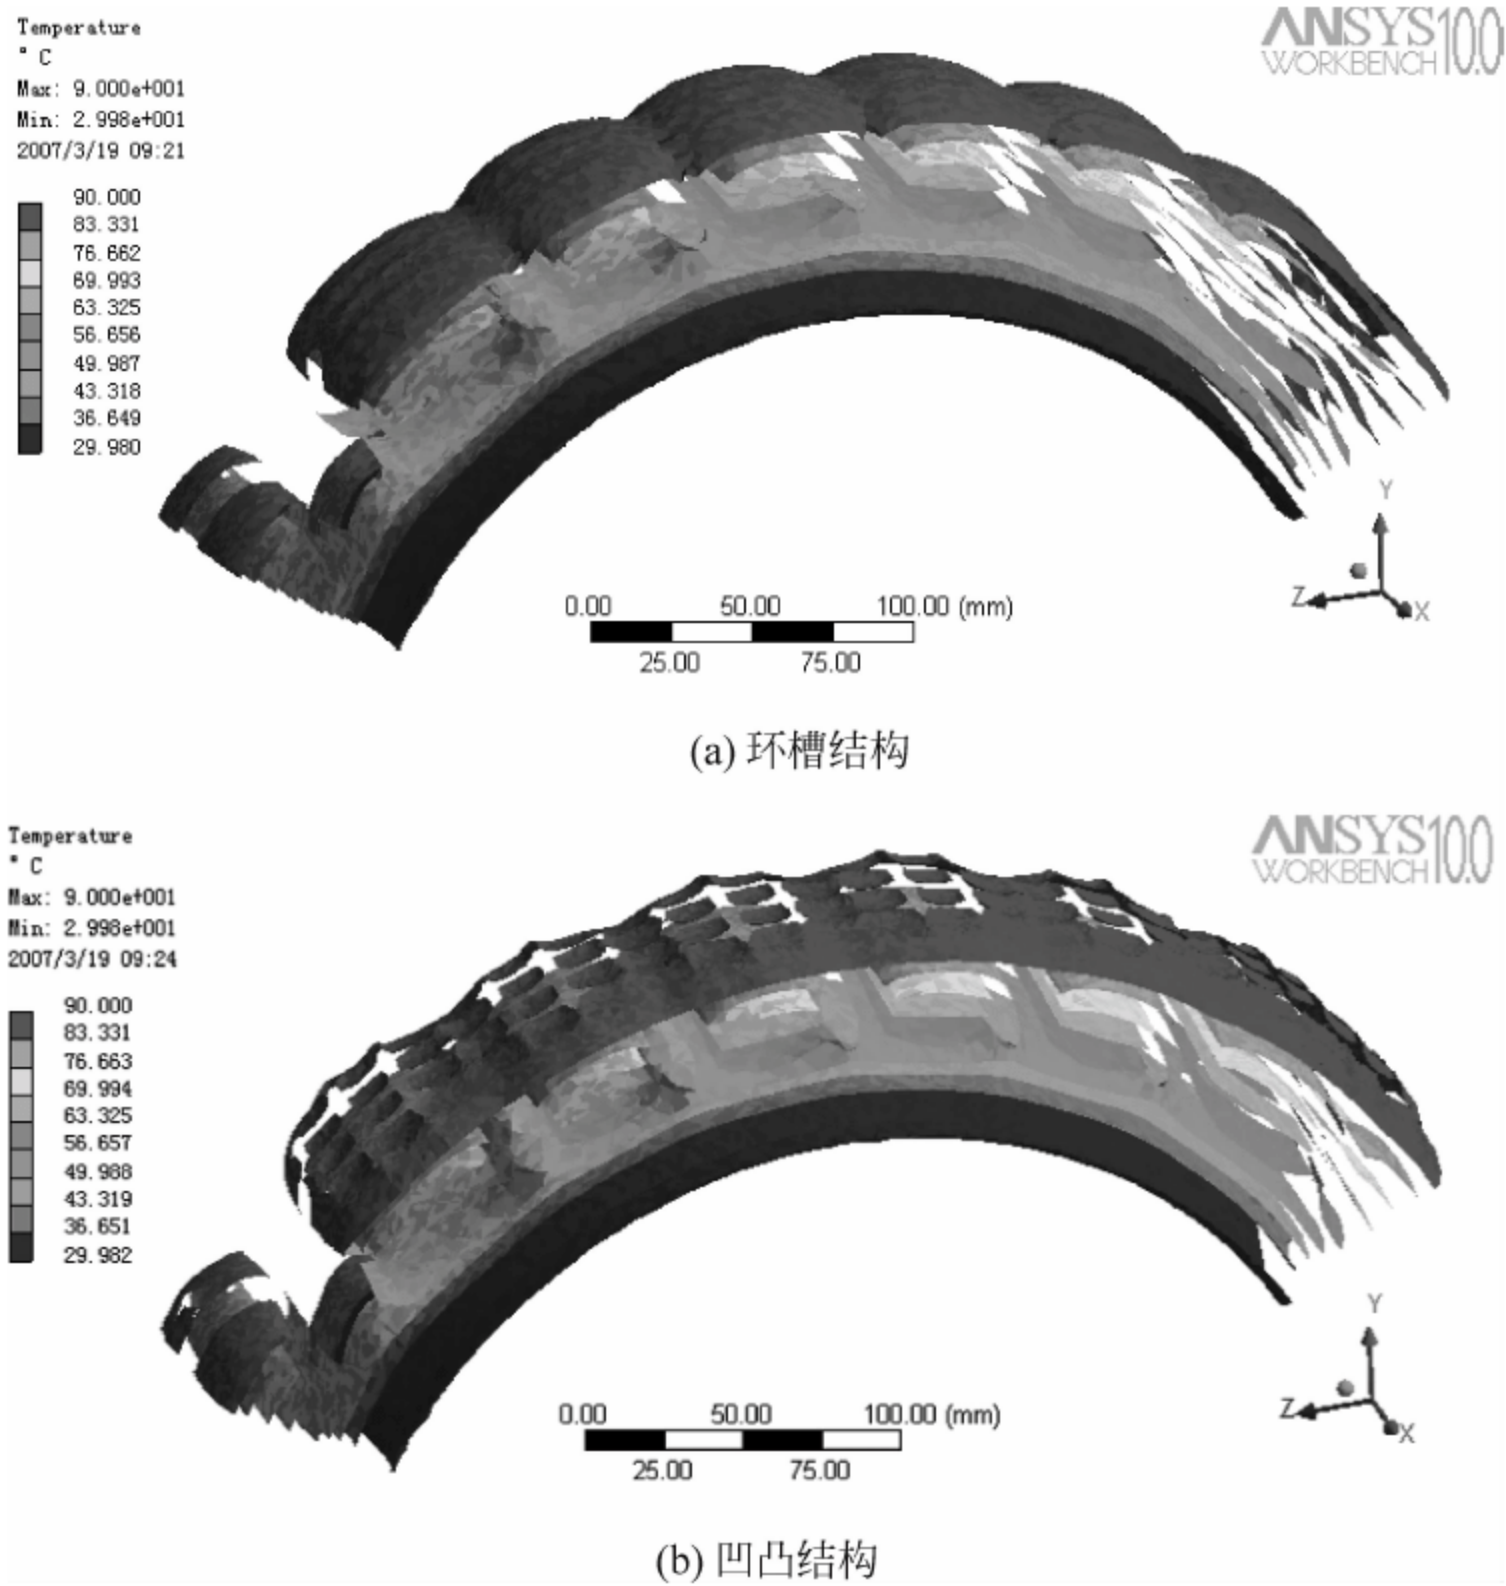 Temperature
° C
Max: 9.000e+001
Min: 2.998e+001
2007/3/19 09:21
90.000
83.331
76.662
69.993
63.325
56.656
49.987
43.318
36.649
29.980
ANSYS 10.0
WORKBENCH
Y
Z
X
0.00 50.00 100.00 (mm)
25.00 75.00
(a) 环槽结构
Temperature
° C
Max: 9.000e+001
Min: 2.998e+001
2007/3/19 09:24
90.000
83.331
76.663
69.994
63.325
56.657
49.988
43.319
36.651
29.982
ANSYS 10.0
WORKBENCH
Y
Z
X
0.00 50.00 100.00 (mm)
25.00 75.00
(b) 凹凸结构